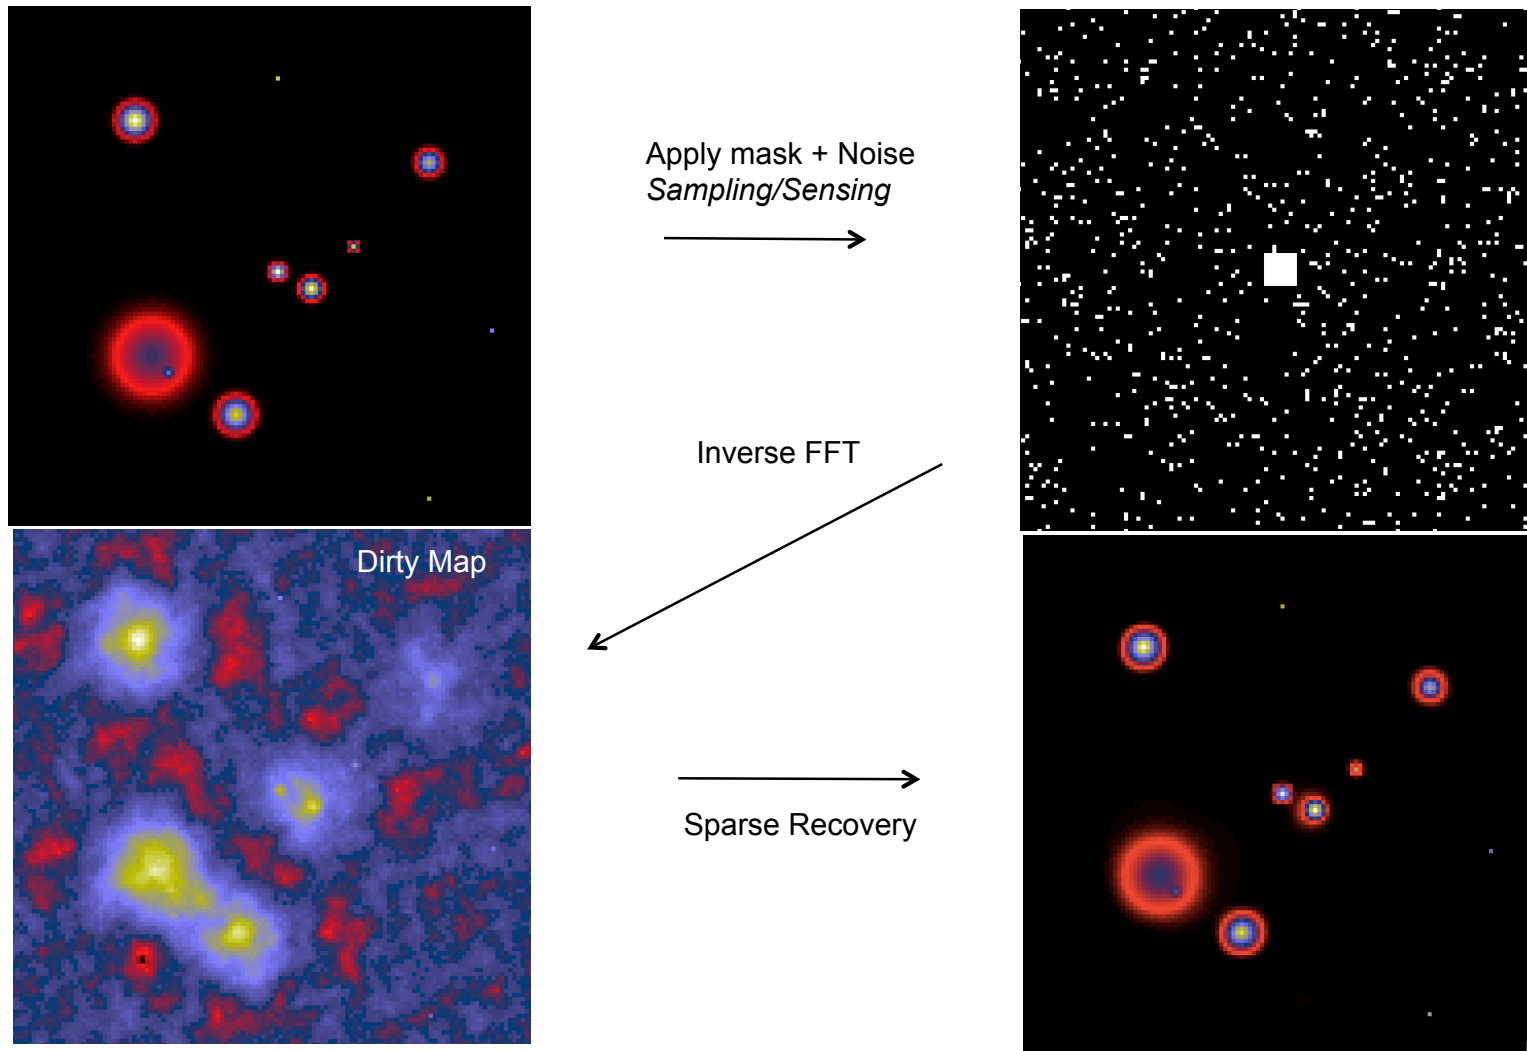 Apply mask + Noise
Sampling/Sensing
Inverse FFT
Dirty Map
Sparse Recovery